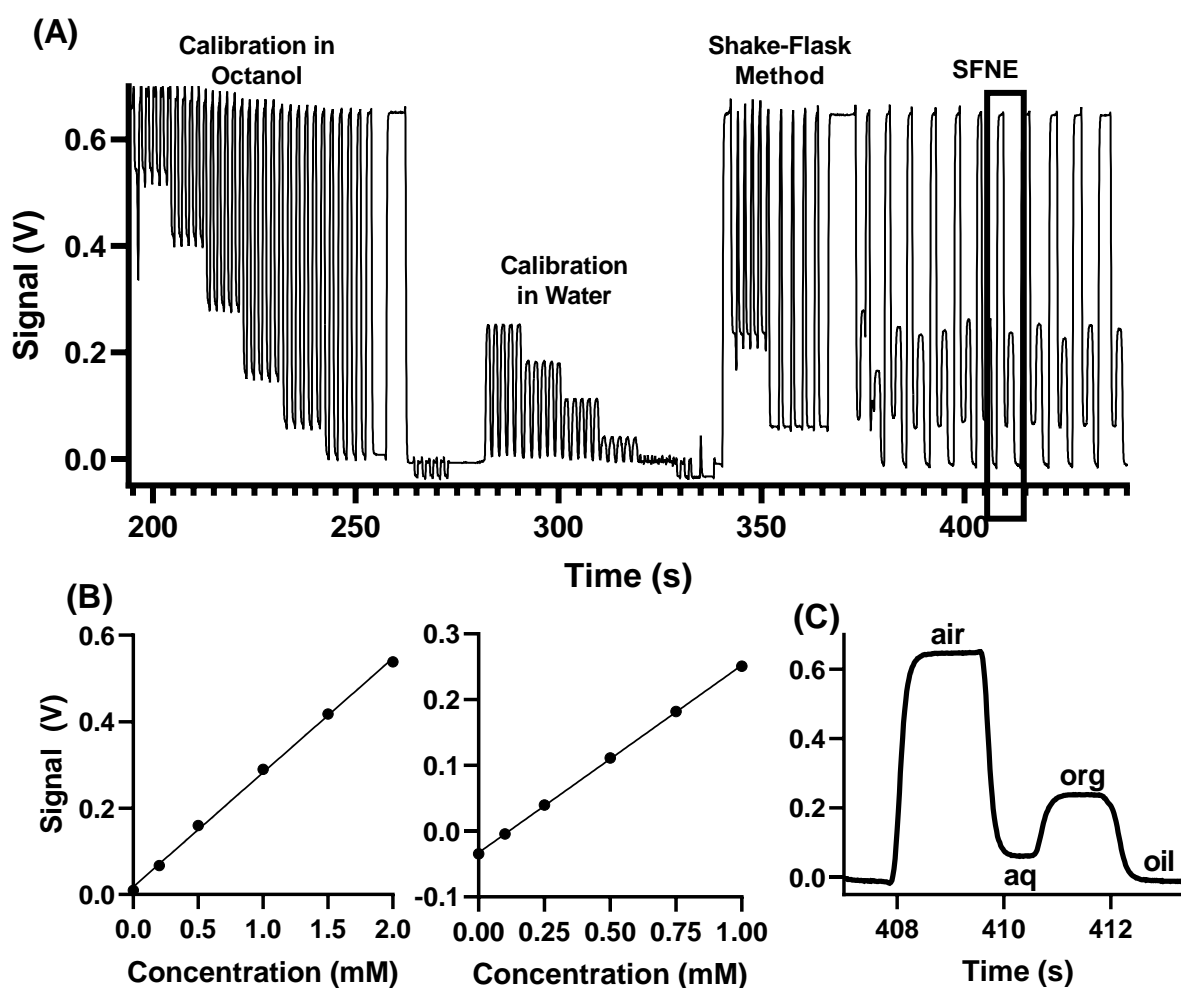 (A)
Calibration in
Octanol
Shake-Flask
Method
SFNE
Calibration
in Water
Signal (V)
0.6
0.4
0.2
0.0
200 250 300 350 400
Time (s)
(B)
Signal (V)
0.6
0.4
0.2
0.0
0.0 0.5 1.0 1.5 2.0
Concentration (mM)
0.3
0.2
0.1
0.0
-0.1
0.00 0.25 0.50 0.75 1.00
Concentration (mM)
(C)
air
org
aq
oil
0.6
0.4
0.2
0.0
408 410 412
Time (s)